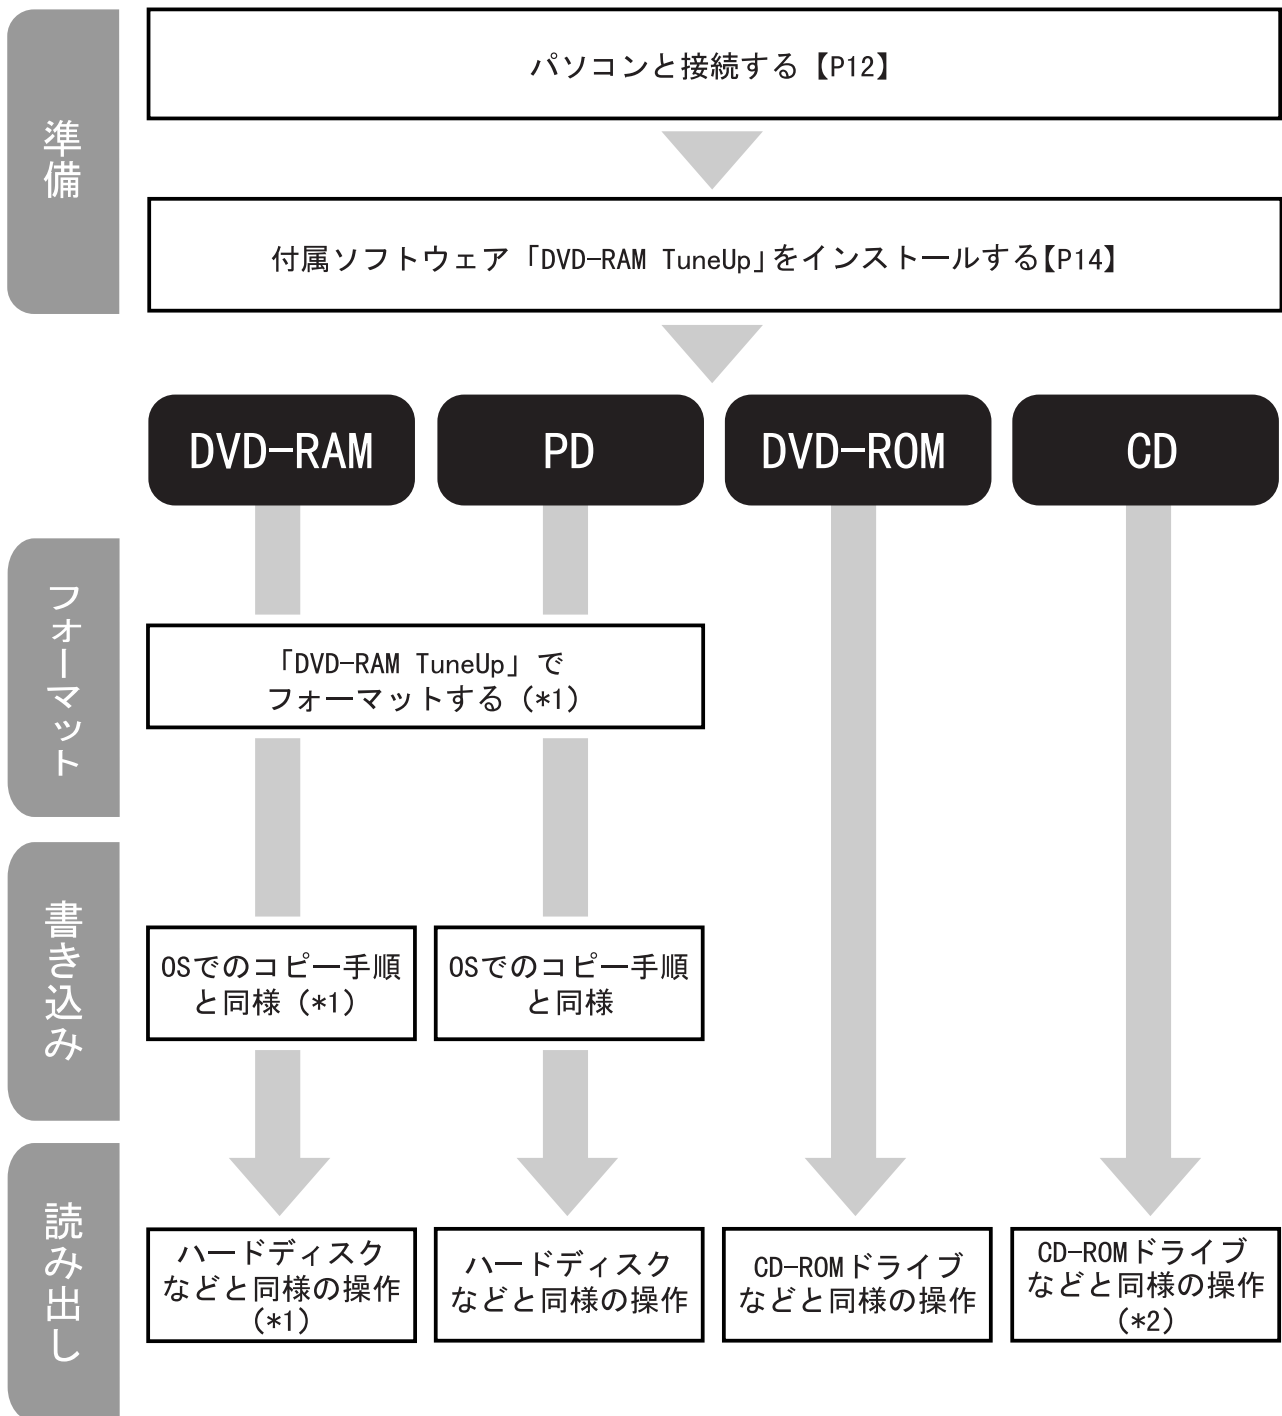 準備
パソコンと接続する【P12】
付属ソフトウェア「DVD-RAM TuneUp」をインストールする【P14】
DVD-RAM
PD
DVD-ROM
CD
フォーマット
「DVD-RAM TuneUp」で
フォーマットする(*1)
書き込み
OSでのコピー手順
と同様(*1)
OSでのコピー手順
と同様
読み出し
ハードディスク
などと同様の操作
(*1)
ハードディスク
などと同様の操作
CD-ROMドライブ
などと同様の操作
CD-ROMドライブ
などと同様の操作
(*2)